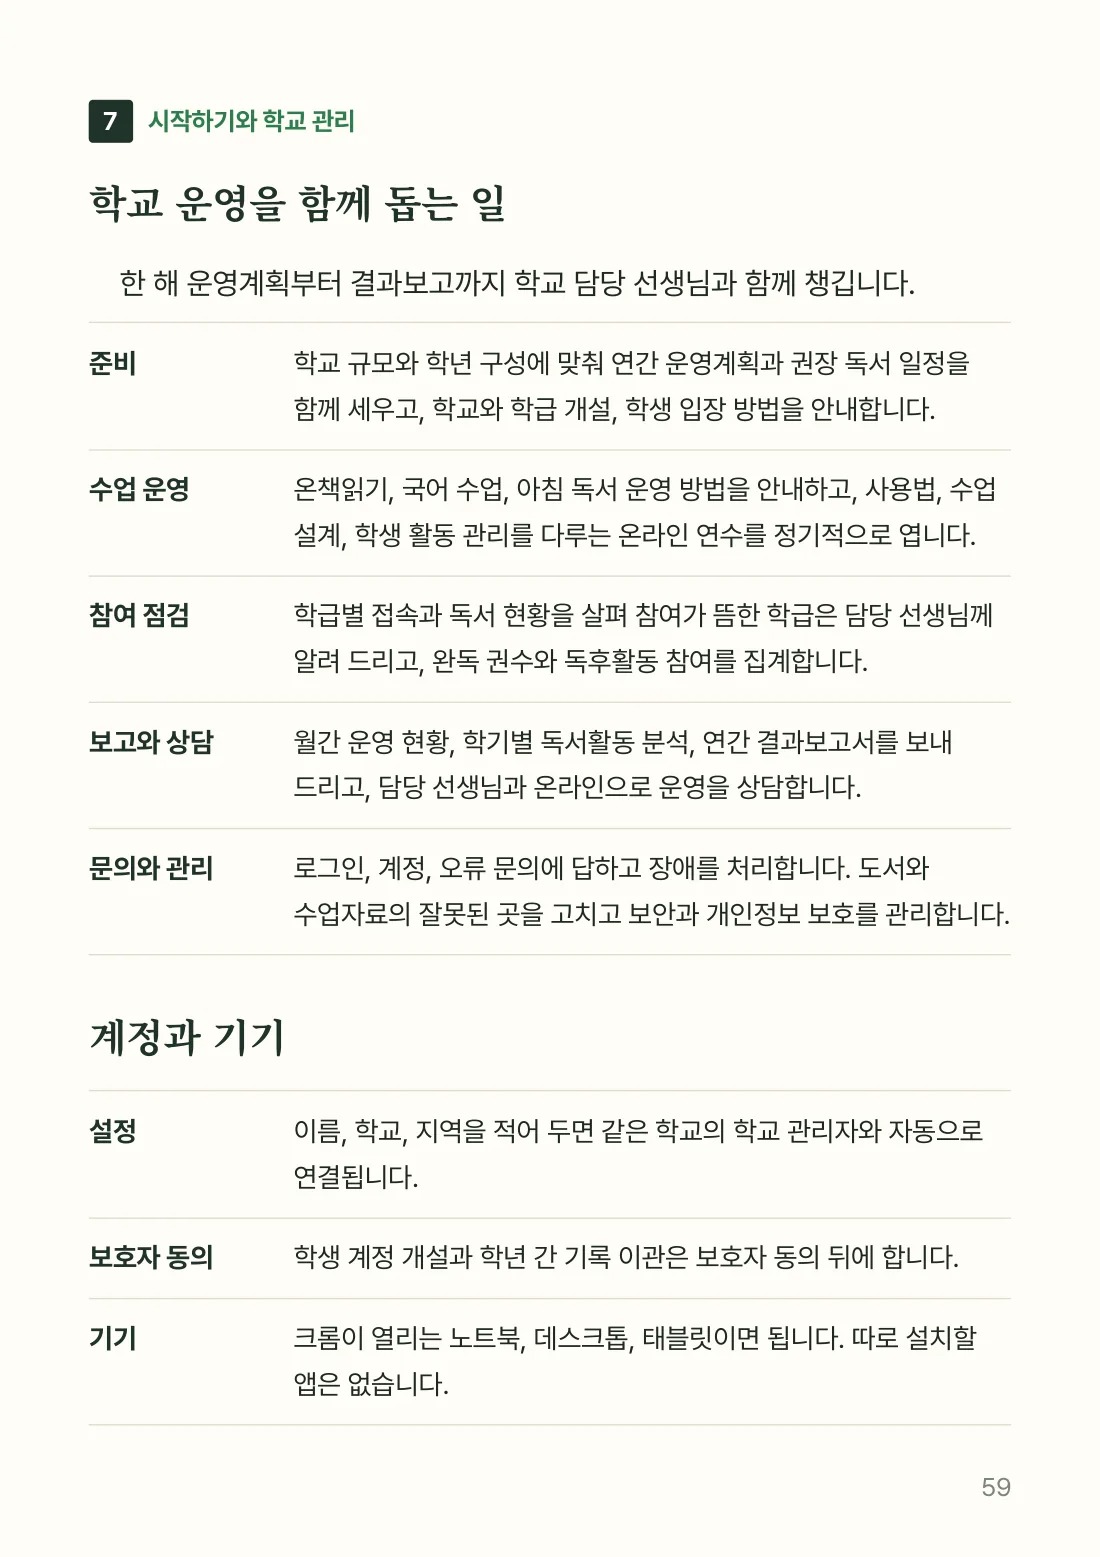 7 시작하기와 학교 관리
학교 운영을 함께 돕는 일
한 해 운영계획부터 결과보고까지 학교 담당 선생님과 함께 챙깁니다.
준비 학교 규모와 학년 구성에 맞춰 연간 운영계획과 권장 독서 일정을
함께 세우고, 학교와 학급 개설, 학생 입장 방법을 안내합니다.
수업 운영 온책읽기, 국어 수업, 아침 독서 운영 방법을 안내하고, 사용법, 수업
설계, 학생 활동 관리를 다루는 온라인 연수를 정기적으로 엽니다.
참여 점검 학급별 접속과 독서 현황을 살펴 참여가 뜸한 학급은 담당 선생님께
알려 드리고, 완독 권수와 독후활동 참여를 집계합니다.
보고와 상담 월간 운영 현황, 학기별 독서활동 분석, 연간 결과보고서를 보내
드리고, 담당 선생님과 온라인으로 운영을 상담합니다.
문의와 관리 로그인, 계정, 오류 문의에 답하고 장애를 처리합니다. 도서와
수업자료의 잘못된 곳을 고치고 보안과 개인정보 보호를 관리합니다.
계정과 기기
설정 이름, 학교, 지역을 적어 두면 같은 학교의 학교 관리자와 자동으로
연결됩니다.
보호자 동의 학생 계정 개설과 학년 간 기록 이관은 보호자 동의 뒤에 합니다.
기기 크롬이 열리는 노트북, 데스크톱, 태블릿이면 됩니다. 따로 설치할
앱은 없습니다.
59